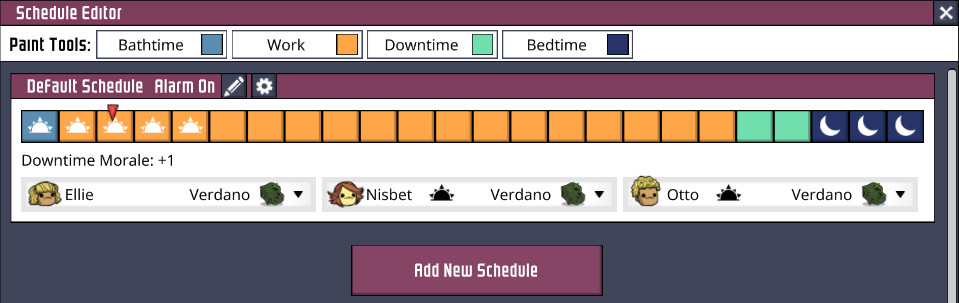 Schedule Editor
Paint Tools: Bathtime Work Downtime Bedtime
Default Schedule Alarm On
Downtime Morale: +1
Ellie Verdano Nisbet Verdano Otto Verdano
Add New Schedule